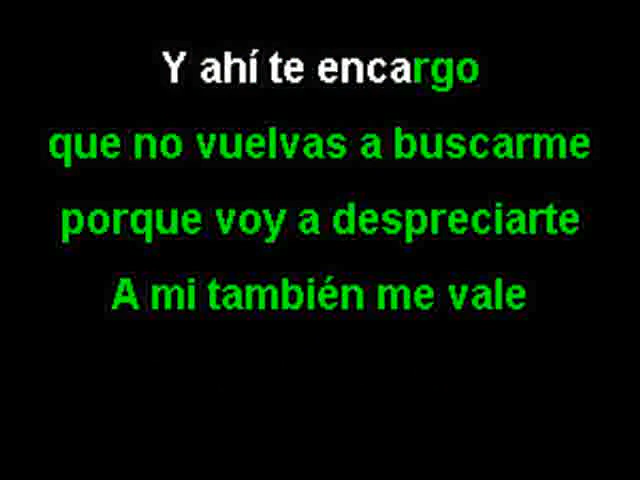 Y ahí te encargo
que no vuelvas a buscarme
porque voy a despreciarte
A mi también me vale